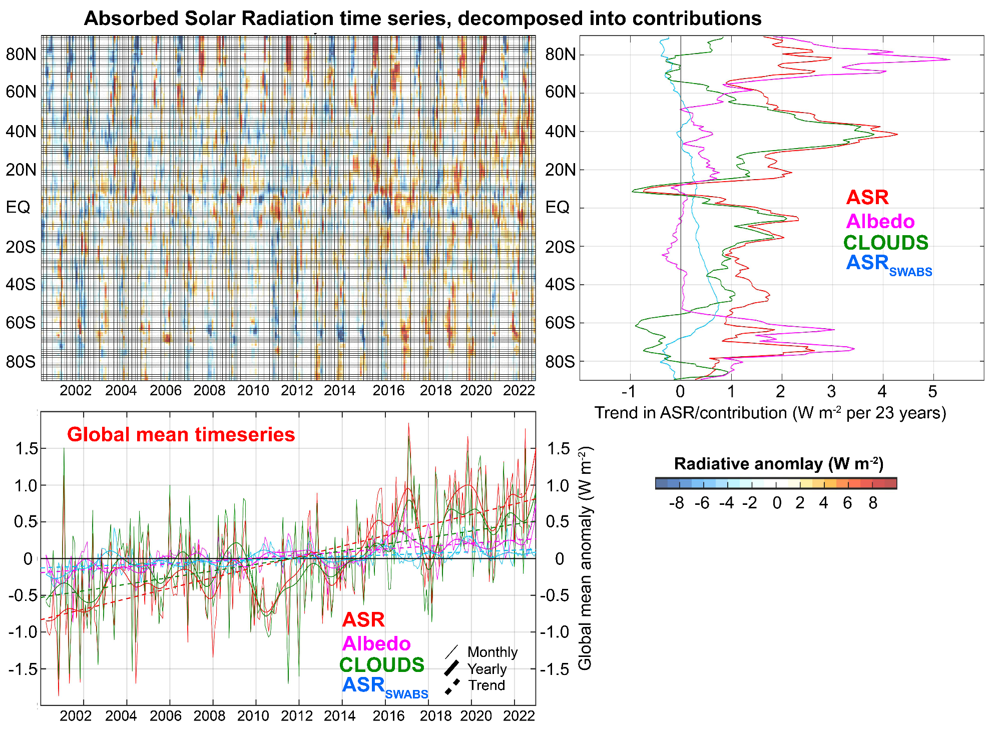 Absorbed Solar Radiation time series, decomposed into contributions
80N
60N
40N
20N
EQ
20S
40S
60S
80S
2002 2004 2006 2008 2010 2012 2014 2016 2018 2020 2022
80N
60N
40N
20N
EQ
20S
40S
60S
80S
ASR
Albedo
CLOUDS
ASR SWABS
-1 0 1 2 3 4 5
Trend in ASR/contribution (W m-2 per 23 years)
Global mean timeseries
1.5
1.0
0.5
0
-0.5
-1.0
-1.5
ASR
Albedo
CLOUDS
ASR SWABS
Monthly
Yearly
Trend
2002 2004 2006 2008 2010 2012 2014 2016 2018 2020 2022
1.5
1.0
0.5
0
-0.5
-1.0
-1.5
Global mean anomaly (W m-2)
Radiative anomlay (W m-2)
-8 -6 -4 -2 0 2 4 6 8